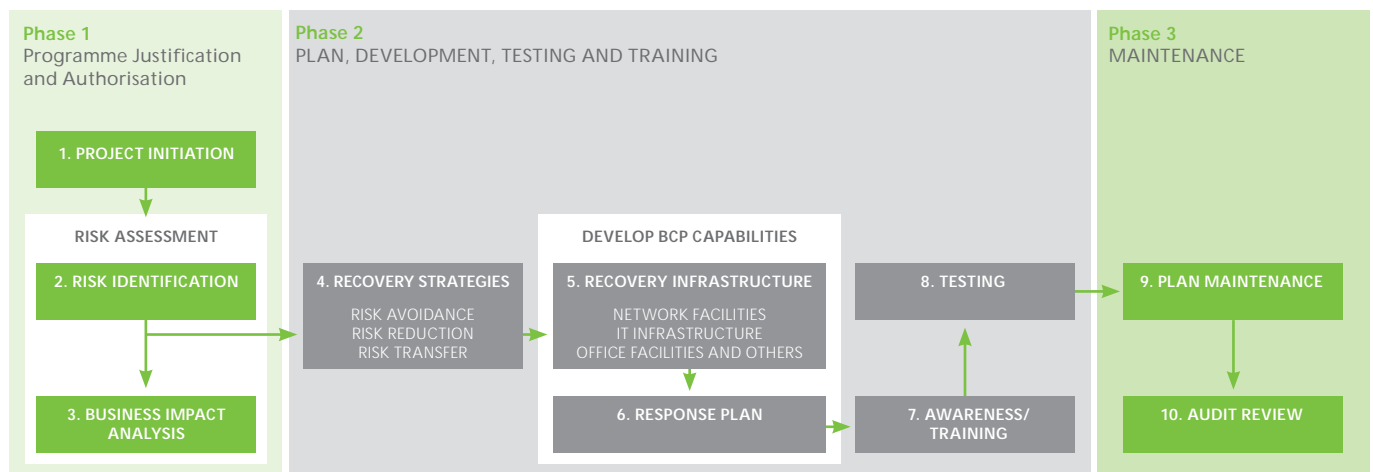 Phase 1
Programme Justification
and Authorisation
1. PROJECT INITIATION
RISK ASSESSMENT
2. RISK IDENTIFICATION
3. BUSINESS IMPACT
ANALYSIS
Phase 2
PLAN, DEVELOPMENT, TESTING AND TRAINING
4. RECOVERY STRATEGIES
RISK AVOIDANCE
RISK REDUCTION
RISK TRANSFER
DEVELOP BCP CAPABILITIES
5. RECOVERY INFRASTRUCTURE
NETWORK FACILITIES
IT INFRASTRUCTURE
OFFICE FACILITIES AND OTHERS
6. RESPONSE PLAN
7. AWARENESS/
TRAINING
8. TESTING
Phase 3
MAINTENANCE
9. PLAN MAINTENANCE
10. AUDIT REVIEW